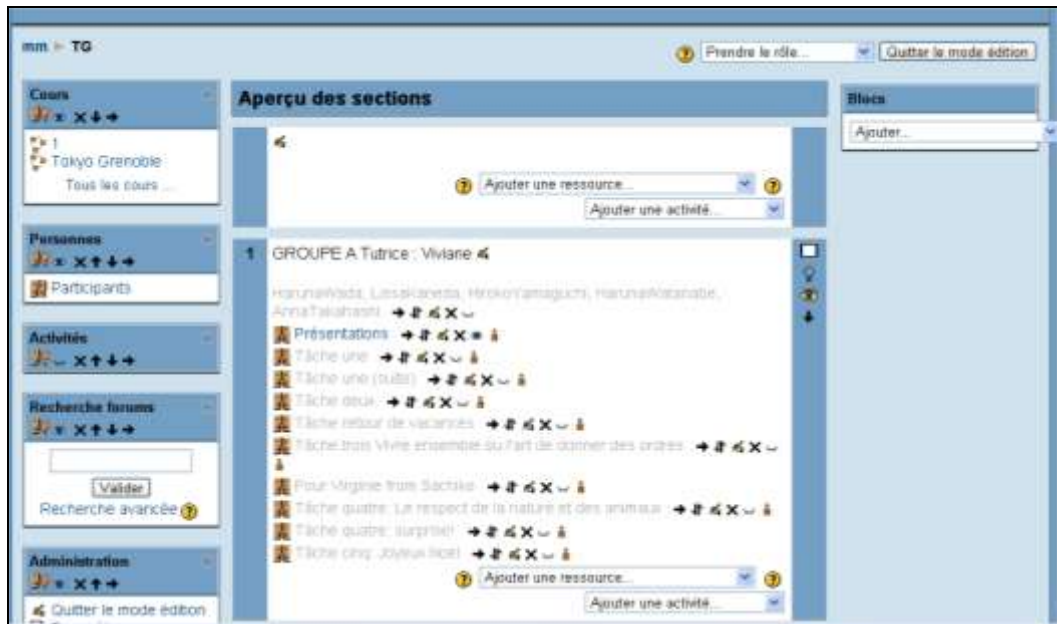 mm ► TG
Prendre le rôle...
Quitter le mode édition
Cours
1
Tokyo Grenoble
Tous les cours ...
Personnes
Participants
Activités
Recherche forums
Valider
Recherche avancée
Administration
Quitter le mode édition
Aperçu des sections
Ajouter une ressource...
Ajouter une activité...
1 GROUPE A Tutrice : Viviane
HarunaWada, LissaKaneda, HirokoYamaguchi, HarunaWatanabe,
AnnaTakahashi
Présentations
Tâche une
Tâche une (suite)
Tâche deux
Tâche retour de vacances
Tâche trois Vivre ensemble ou l'art de donner des ordres
Pour Virginie from Sachiko
Tâche quatre: Le respect de la nature et des animaux
Tâche quatre: surprise!
Tâche cinq: Joyeux Noël
Ajouter une ressource...
Ajouter une activité...
Blocs
Ajouter...